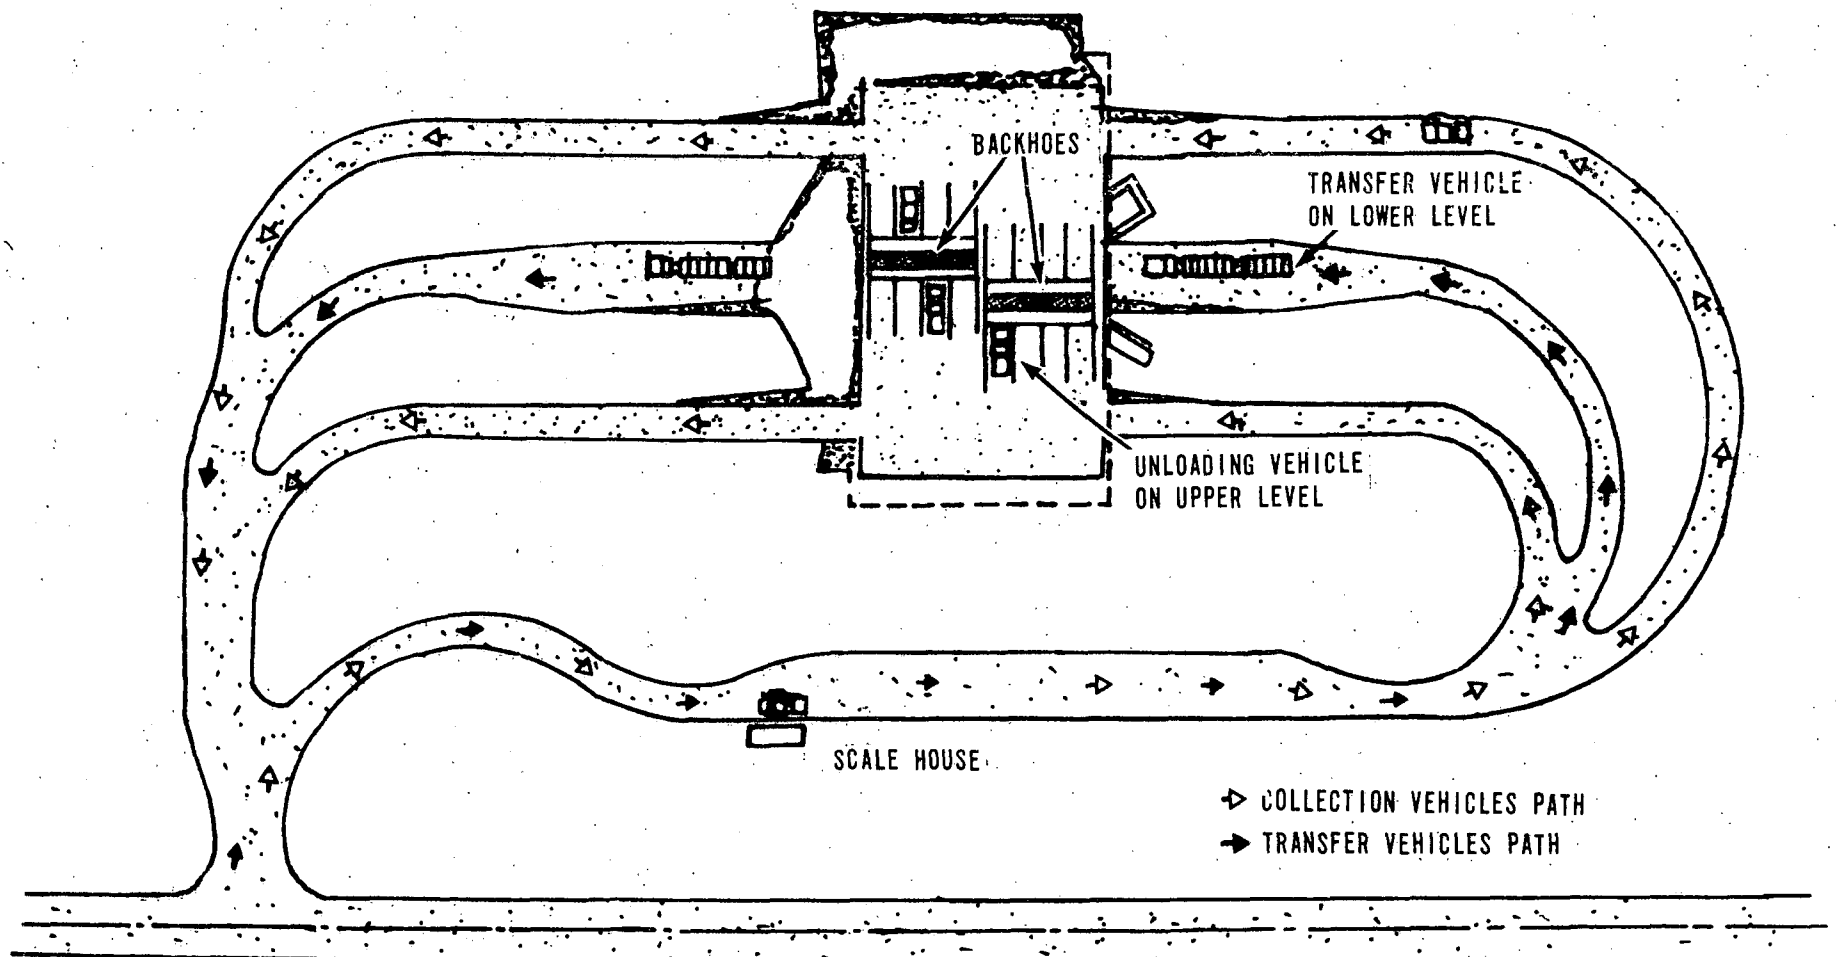 BACKHOES
TRANSFER VEHICLE
ON LOWER LEVEL
UNLOADING VEHICLE
ON UPPER LEVEL
SCALE HOUSE
COLLECTION VEHICLES PATH
TRANSFER VEHICLES PATH